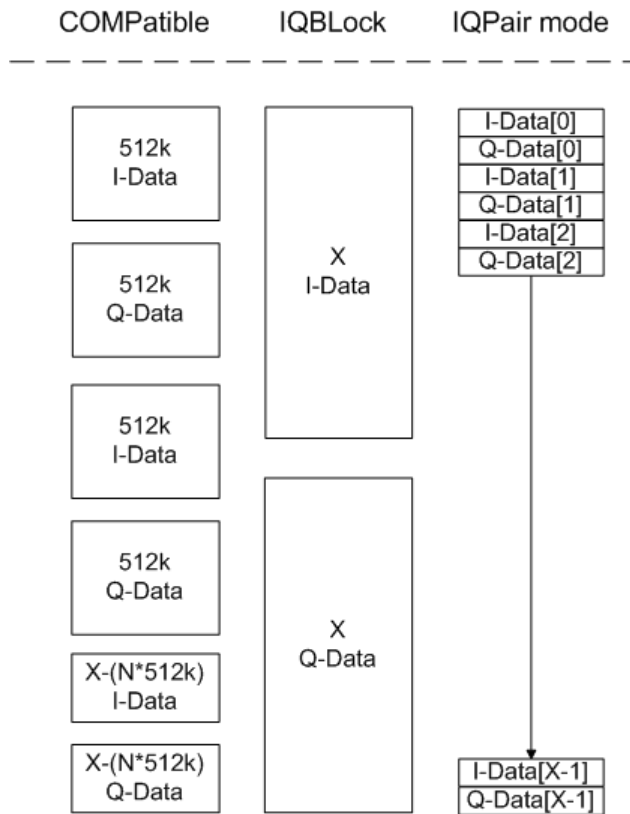 COMPatible IQBLock IQPair mode
512k
I-Data
512k
Q-Data
512k
I-Data
512k
Q-Data
X-(N*512k)
I-Data
X-(N*512k)
Q-Data
X
I-Data
X
Q-Data
I-Data[0]
Q-Data[0]
I-Data[1]
Q-Data[1]
I-Data[2]
Q-Data[2]
I-Data[X-1]
Q-Data[X-1]